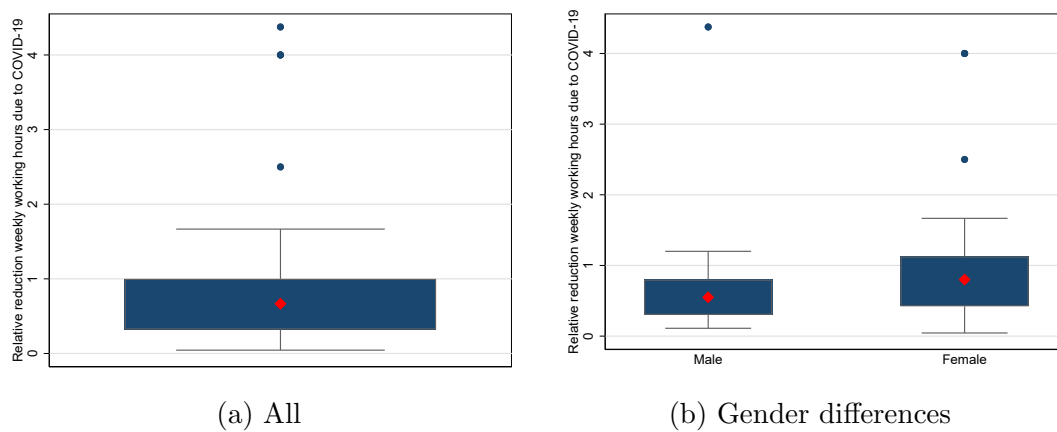 Relative reduction weekly working hours due to COVID-19
4
3
2
1
0
(a) All
Relative reduction weekly working hours due to COVID-19
4
3
2
1
0
Male Female
(b) Gender differences